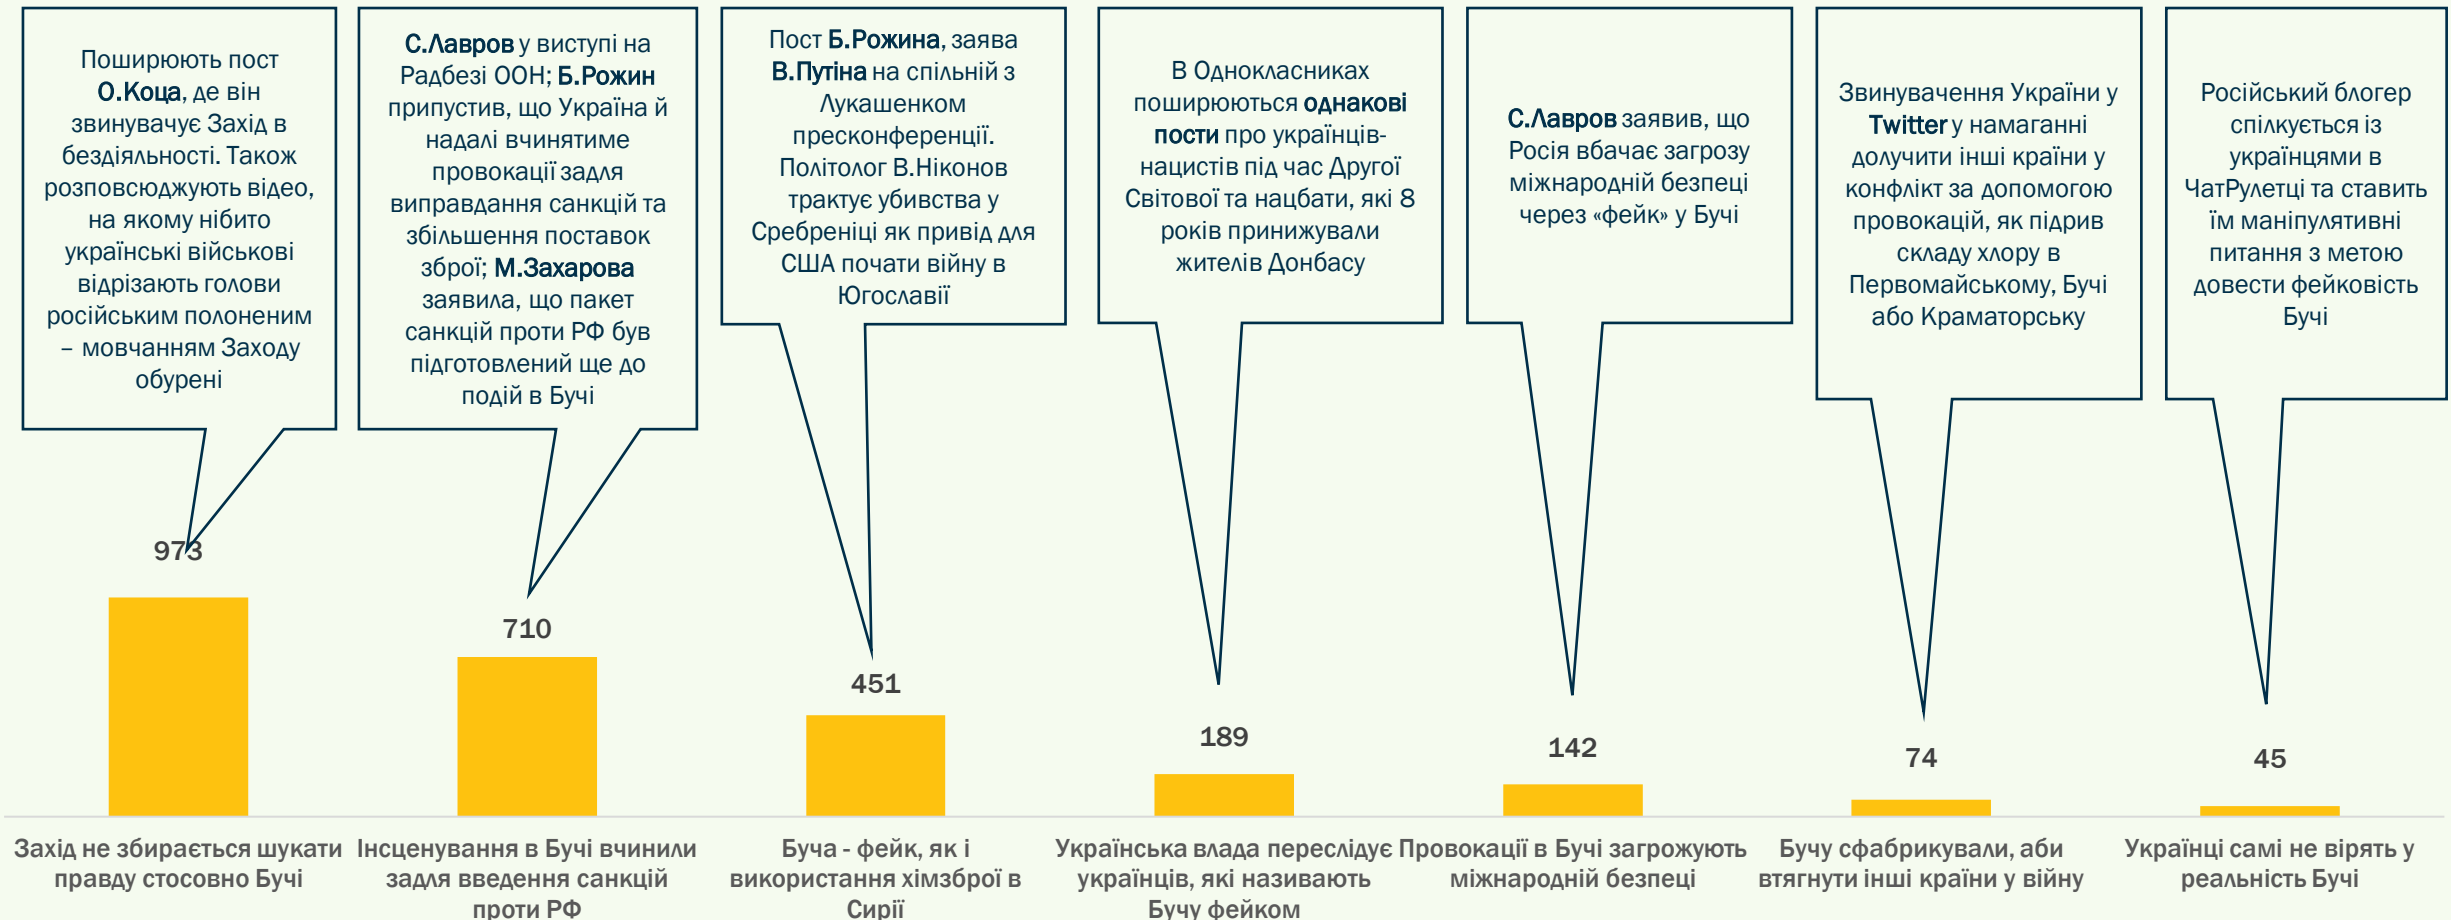 Поширюють пост
О.Коца, де він
звинувачує Захід в
бездіяльності. Також
розповсюджують відео,
на якому нібито
українські військові
відрізають голови
російським полоненим
– мовчанням Заходу
обурені
С.Лавров у виступі на
Радбезі ООН; Б.Рожин
припустив, що Україна й
надалі вчинятиме
провокації задля
виправдання санкцій та
збільшення поставок
зброї; М.Захарова
заявила, що пакет
санкцій проти РФ був
підготовлений ще до
подій в Бучі
Пост Б.Рожина, заява
В.Путіна на спільній з
Лукашенком
пресконференції.
Політолог В.Ніконов
трактує убивства у
Сребреніці як привід для
США почати війну в
Югославії
В Однокласниках
поширюються однакові
пости про українців-
нацистів під час Другої
Світової та нацбати, які 8
років принижували
жителів Донбасу
С.Лавров заявив, що
Росія вбачає загрозу
міжнародній безпеці
через «фейк» у Бучі
Звинувачення України у
Twitter у намаганні
долучити інші країни у
конфлікт за допомогою
провокацій, як підрив
складу хлору в
Первомайському, Бучі
або Краматорську
Російський блогер
спілкується із
українцями в
ЧатРулетці та ставить
їм маніпулятивні
питання з метою
довести фейковість
Бучі
973
710
451
189
142
74
45
Захід не збирається шукати
правду стосовно Бучі
Інсценування в Бучі вчинили
задля введення санкцій
проти РФ
Буча - фейк, як і
використання хімзброї в
Сирії
Українська влада переслідує
українців, які називають
Бучу фейком
Провокації в Бучі загрожують
міжнародній безпеці
Бучу сфабрикували, аби
втягнути інші країни у війну
Українці самі не вірять у
реальність Бучі